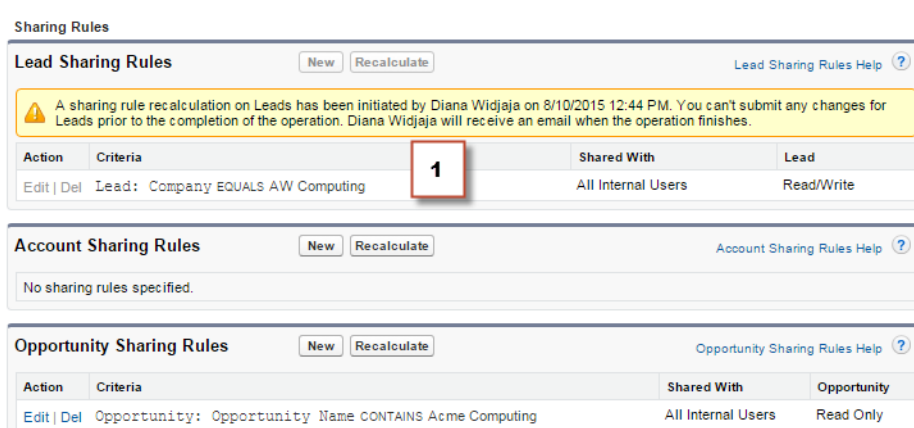 Sharing Rules
Lead Sharing Rules New Recalculate Lead Sharing Rules Help ?
A sharing rule recalculation on Leads has been initiated by Diana Widjaja on 8/10/2015 12:44 PM. You can't submit any changes for
Leads prior to the completion of the operation. Diana Widjaja will receive an email when the operation finishes.
Action Criteria Shared With Lead
1
Edit | Del Lead: Company EQUALS AW Computing All Internal Users Read/Write
Account Sharing Rules New Recalculate Account Sharing Rules Help ?
No sharing rules specified.
Opportunity Sharing Rules New Recalculate Opportunity Sharing Rules Help ?
Action Criteria Shared With Opportunity
Edit | Del Opportunity: Opportunity Name CONTAINS Acme Computing All Internal Users Read Only